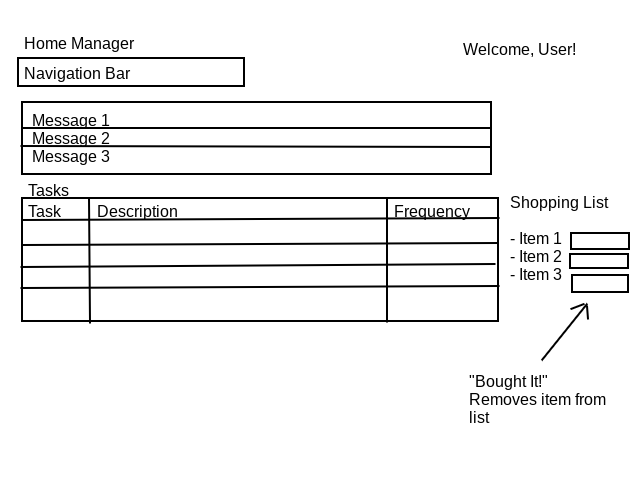 Home Manager
Welcome, User!
Navigation Bar
Message 1
Message 2
Message 3
Tasks
Task Description Frequency
Shopping List
- Item 1
- Item 2
- Item 3
"Bought It!"
Removes item from
list